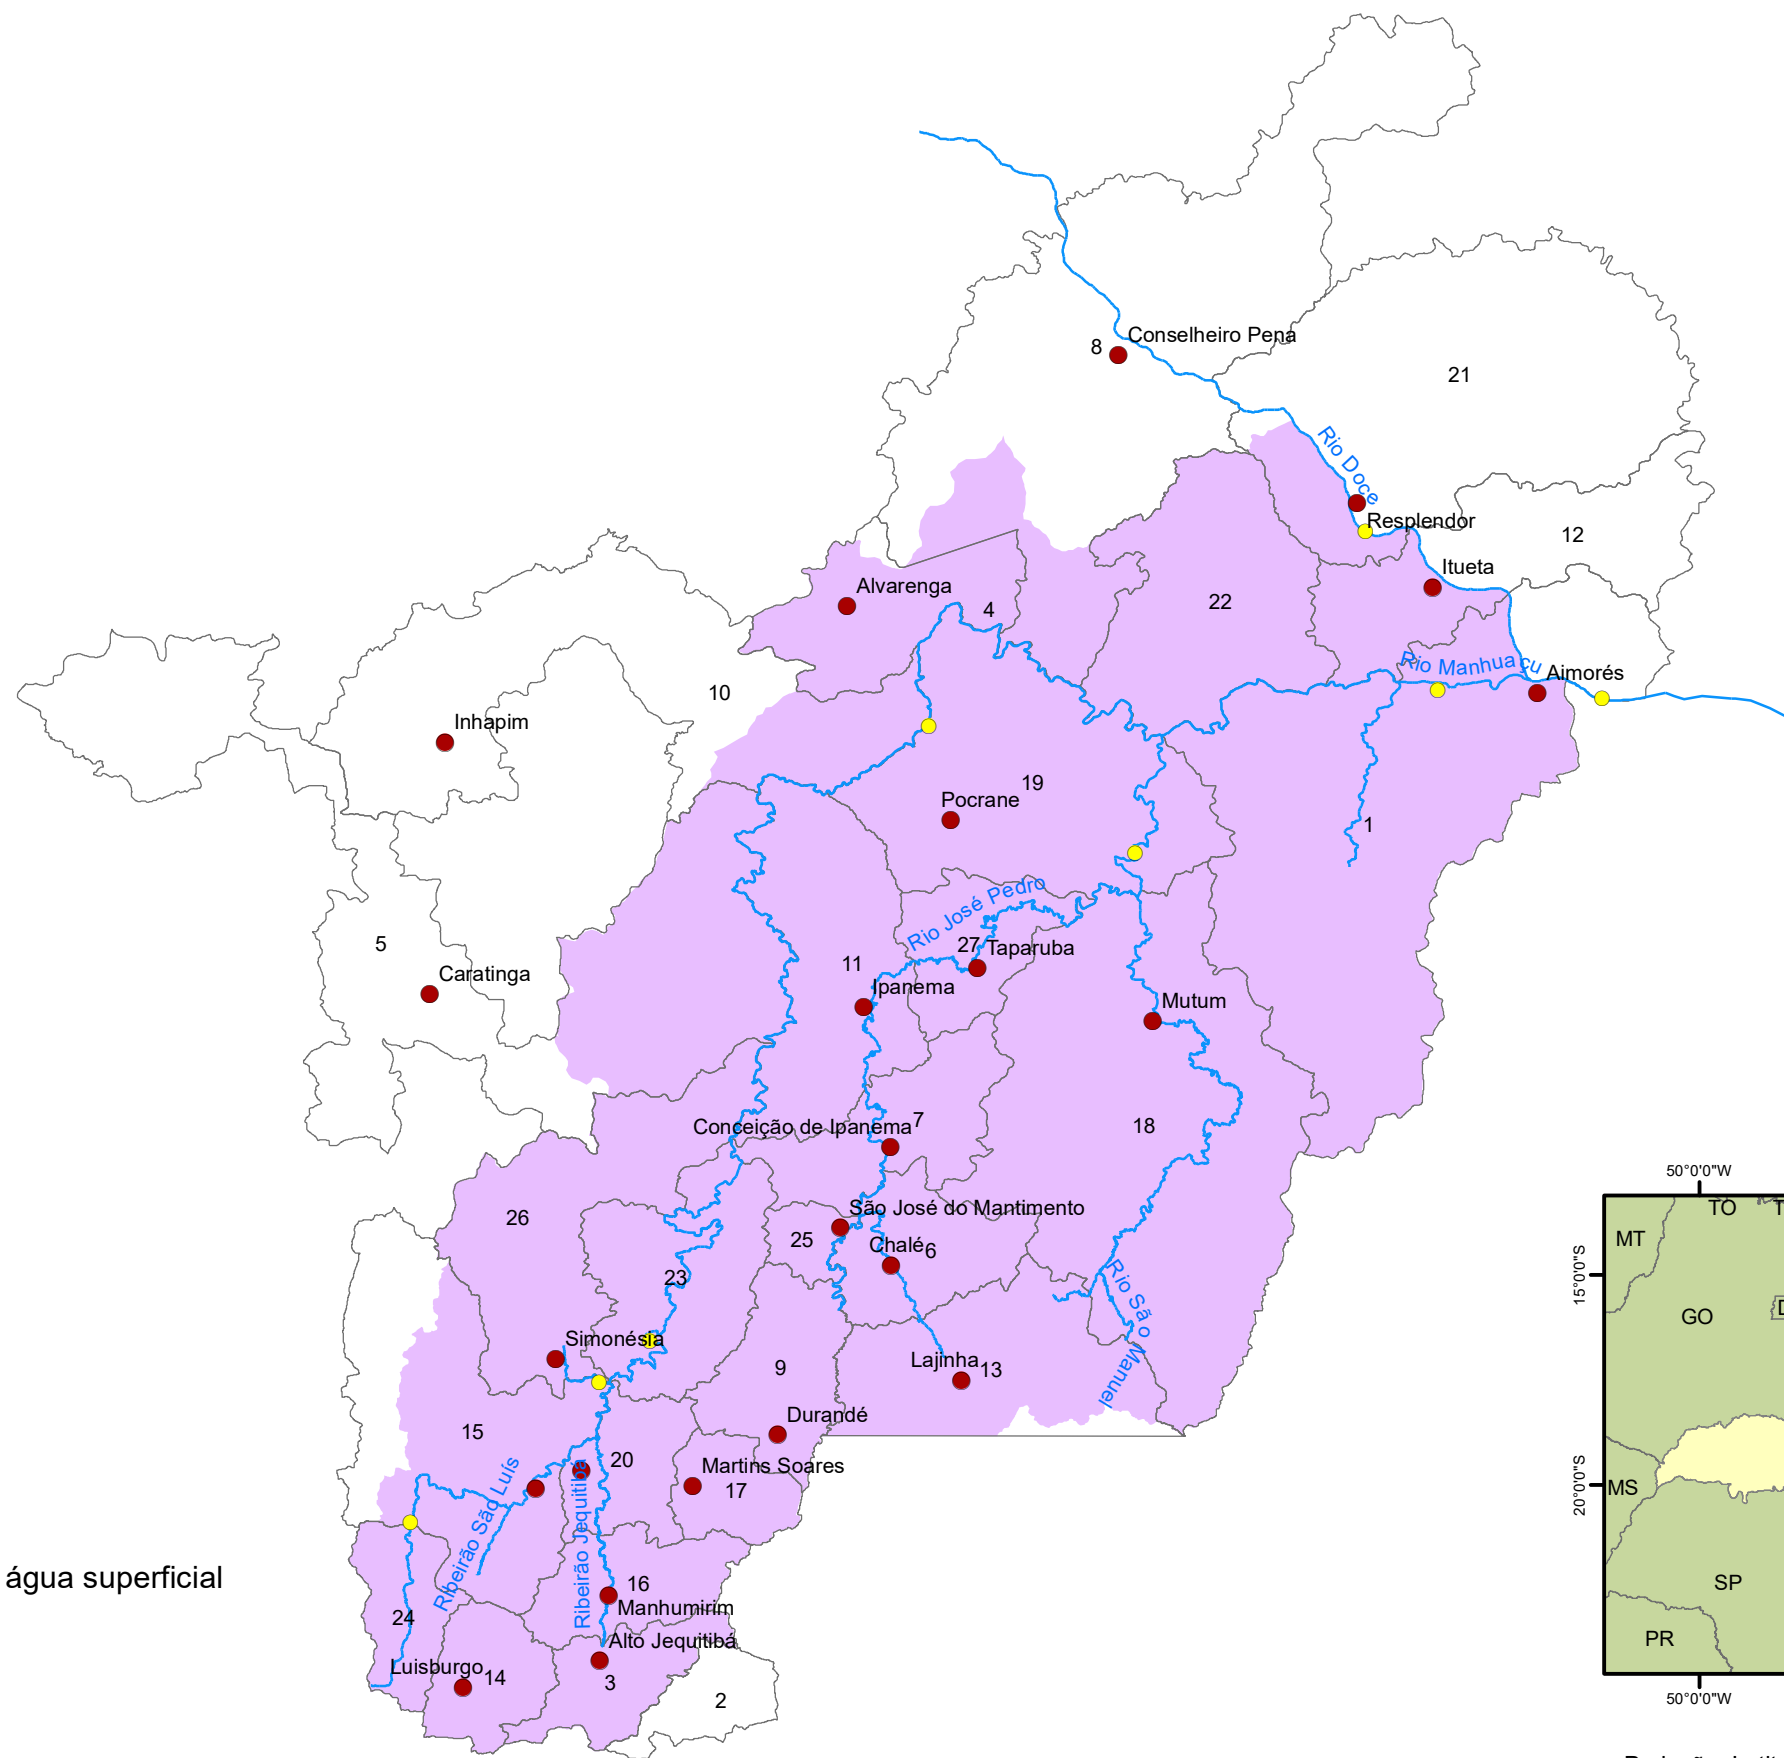 Conselheiro Pena
8
21
Rio Doce
Resplendor
12
Itueta
Alvarenga
4
22
Rio Manhuaçu
Aimorés
10
Inhapim
19
Pocrane
1
Rio José Pedro
5
27
Taparuba
Caratinga
11
Ipanema
Mutum
7
Conceição de Ipanema
18
50°0'0"W
26
São José do Mantimento
TO
T
25
MT
Chalé
6
15°0'0"S
23
Rio São Manuel
D
GO
Simonésia
Lajinha
13
9
Durandé
15
20
Martins Soares
17
20°0'0"S
MS
Ribeirão São Luís
Ribeirão Jequitibá
água superficial
16
SP
Manhumirim
24
Alto Jequitibá
PR
Luisburgo
14
3
2
50°0'0"W